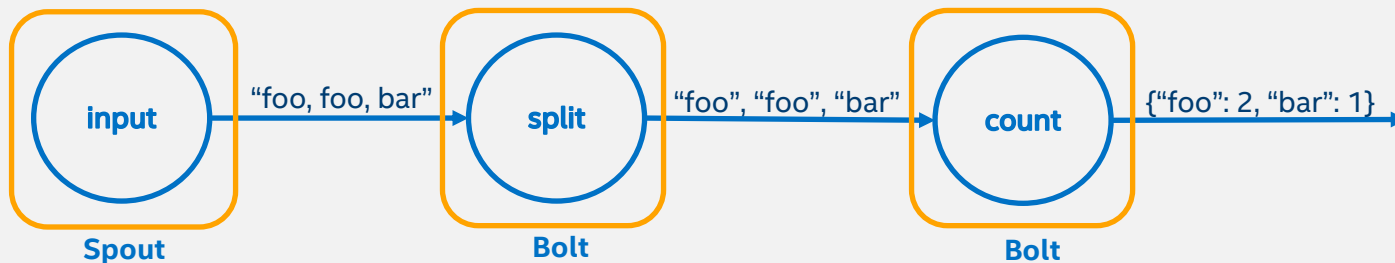 input
“foo, foo, bar”
split
“foo”, “foo”, “bar”
count
{“foo”: 2, “bar”: 1}
Spout
Bolt
Bolt